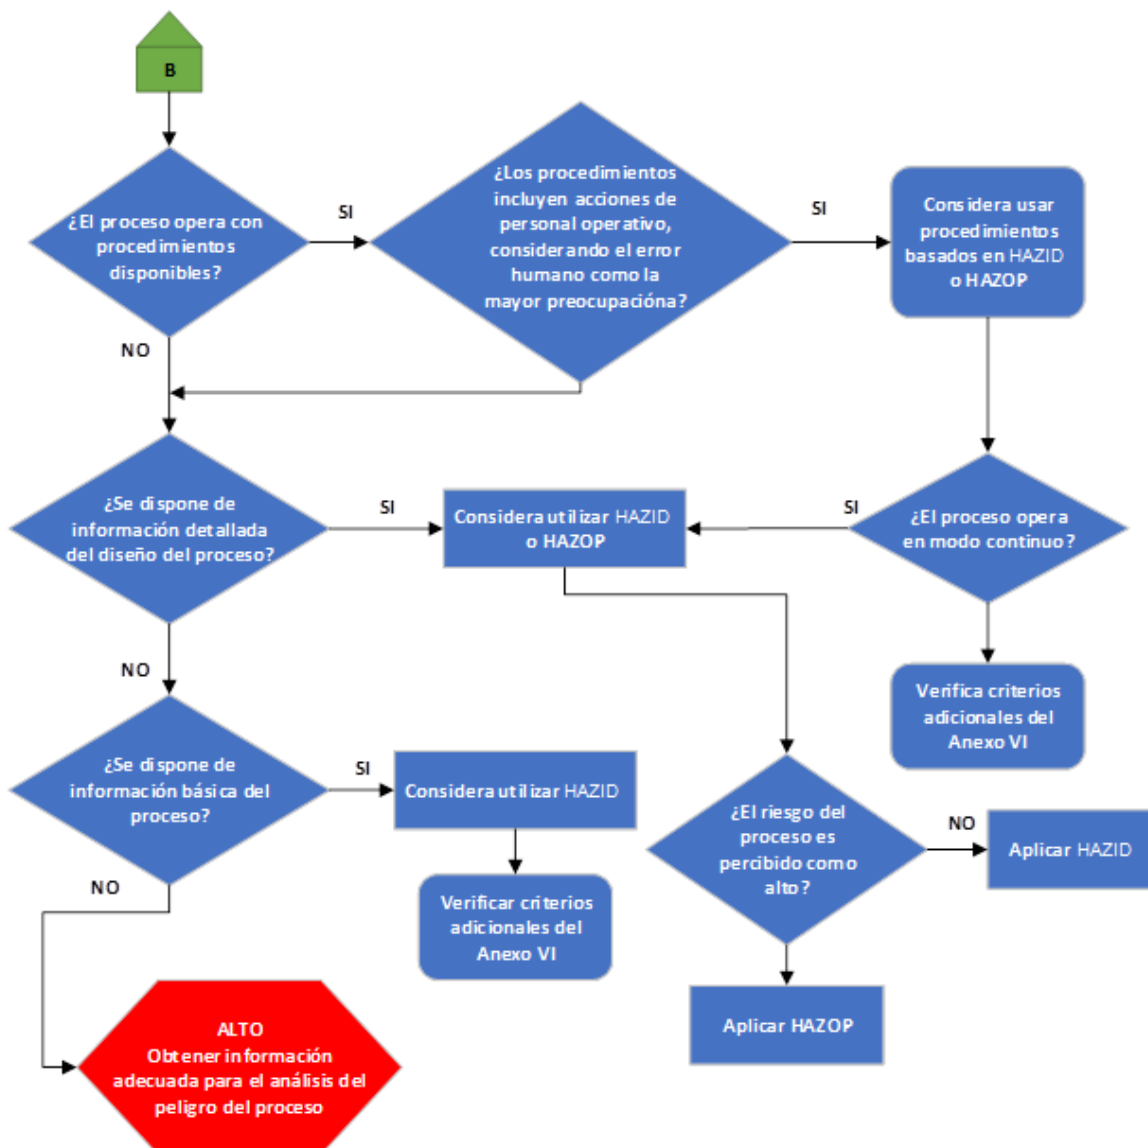 B
¿El proceso opera con
procedimientos
disponibles?
SI
¿Los procedimientos
incluyen acciones de
personal operativo,
considerando el error
humano como la
mayor preocupacióna?
SI
Considera usar
procedimientos
basados en HAZID
o HAZOP
NO
¿Se dispone de
información detallada
del diseño del proceso?
SI
Considera utilizar HAZID
o HAZOP
SI
¿El proceso opera
en modo continuo?
NO
Verifica criterios
adicionales del
Anexo VI
¿Se dispone de
información básica del
proceso?
SI
Considera utilizar HAZID
¿El riesgo del
proceso es
percibido como
alto?
NO
Aplicar HAZID
NO
Verificar criterios
adicionales del
Anexo VI
Aplicar HAZOP
ALTO
Obtener información
adecuada para el análisis del
peligro del proceso